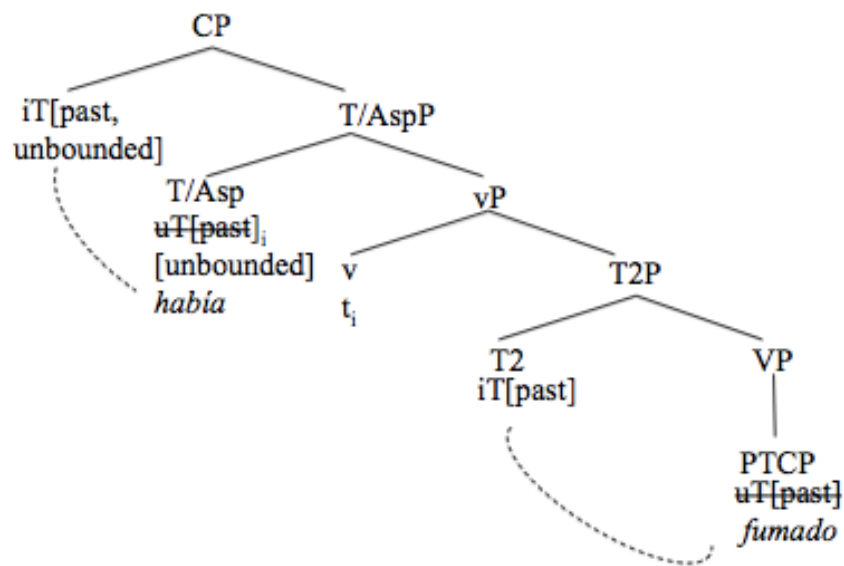 CP
iT[past,
unbounded]
T/AspP
T/Asp
uT[past]i
[unbounded]
había
vP
v
ti
T2P
T2
iT[past]
VP
PTCP
uT[past]
fumado